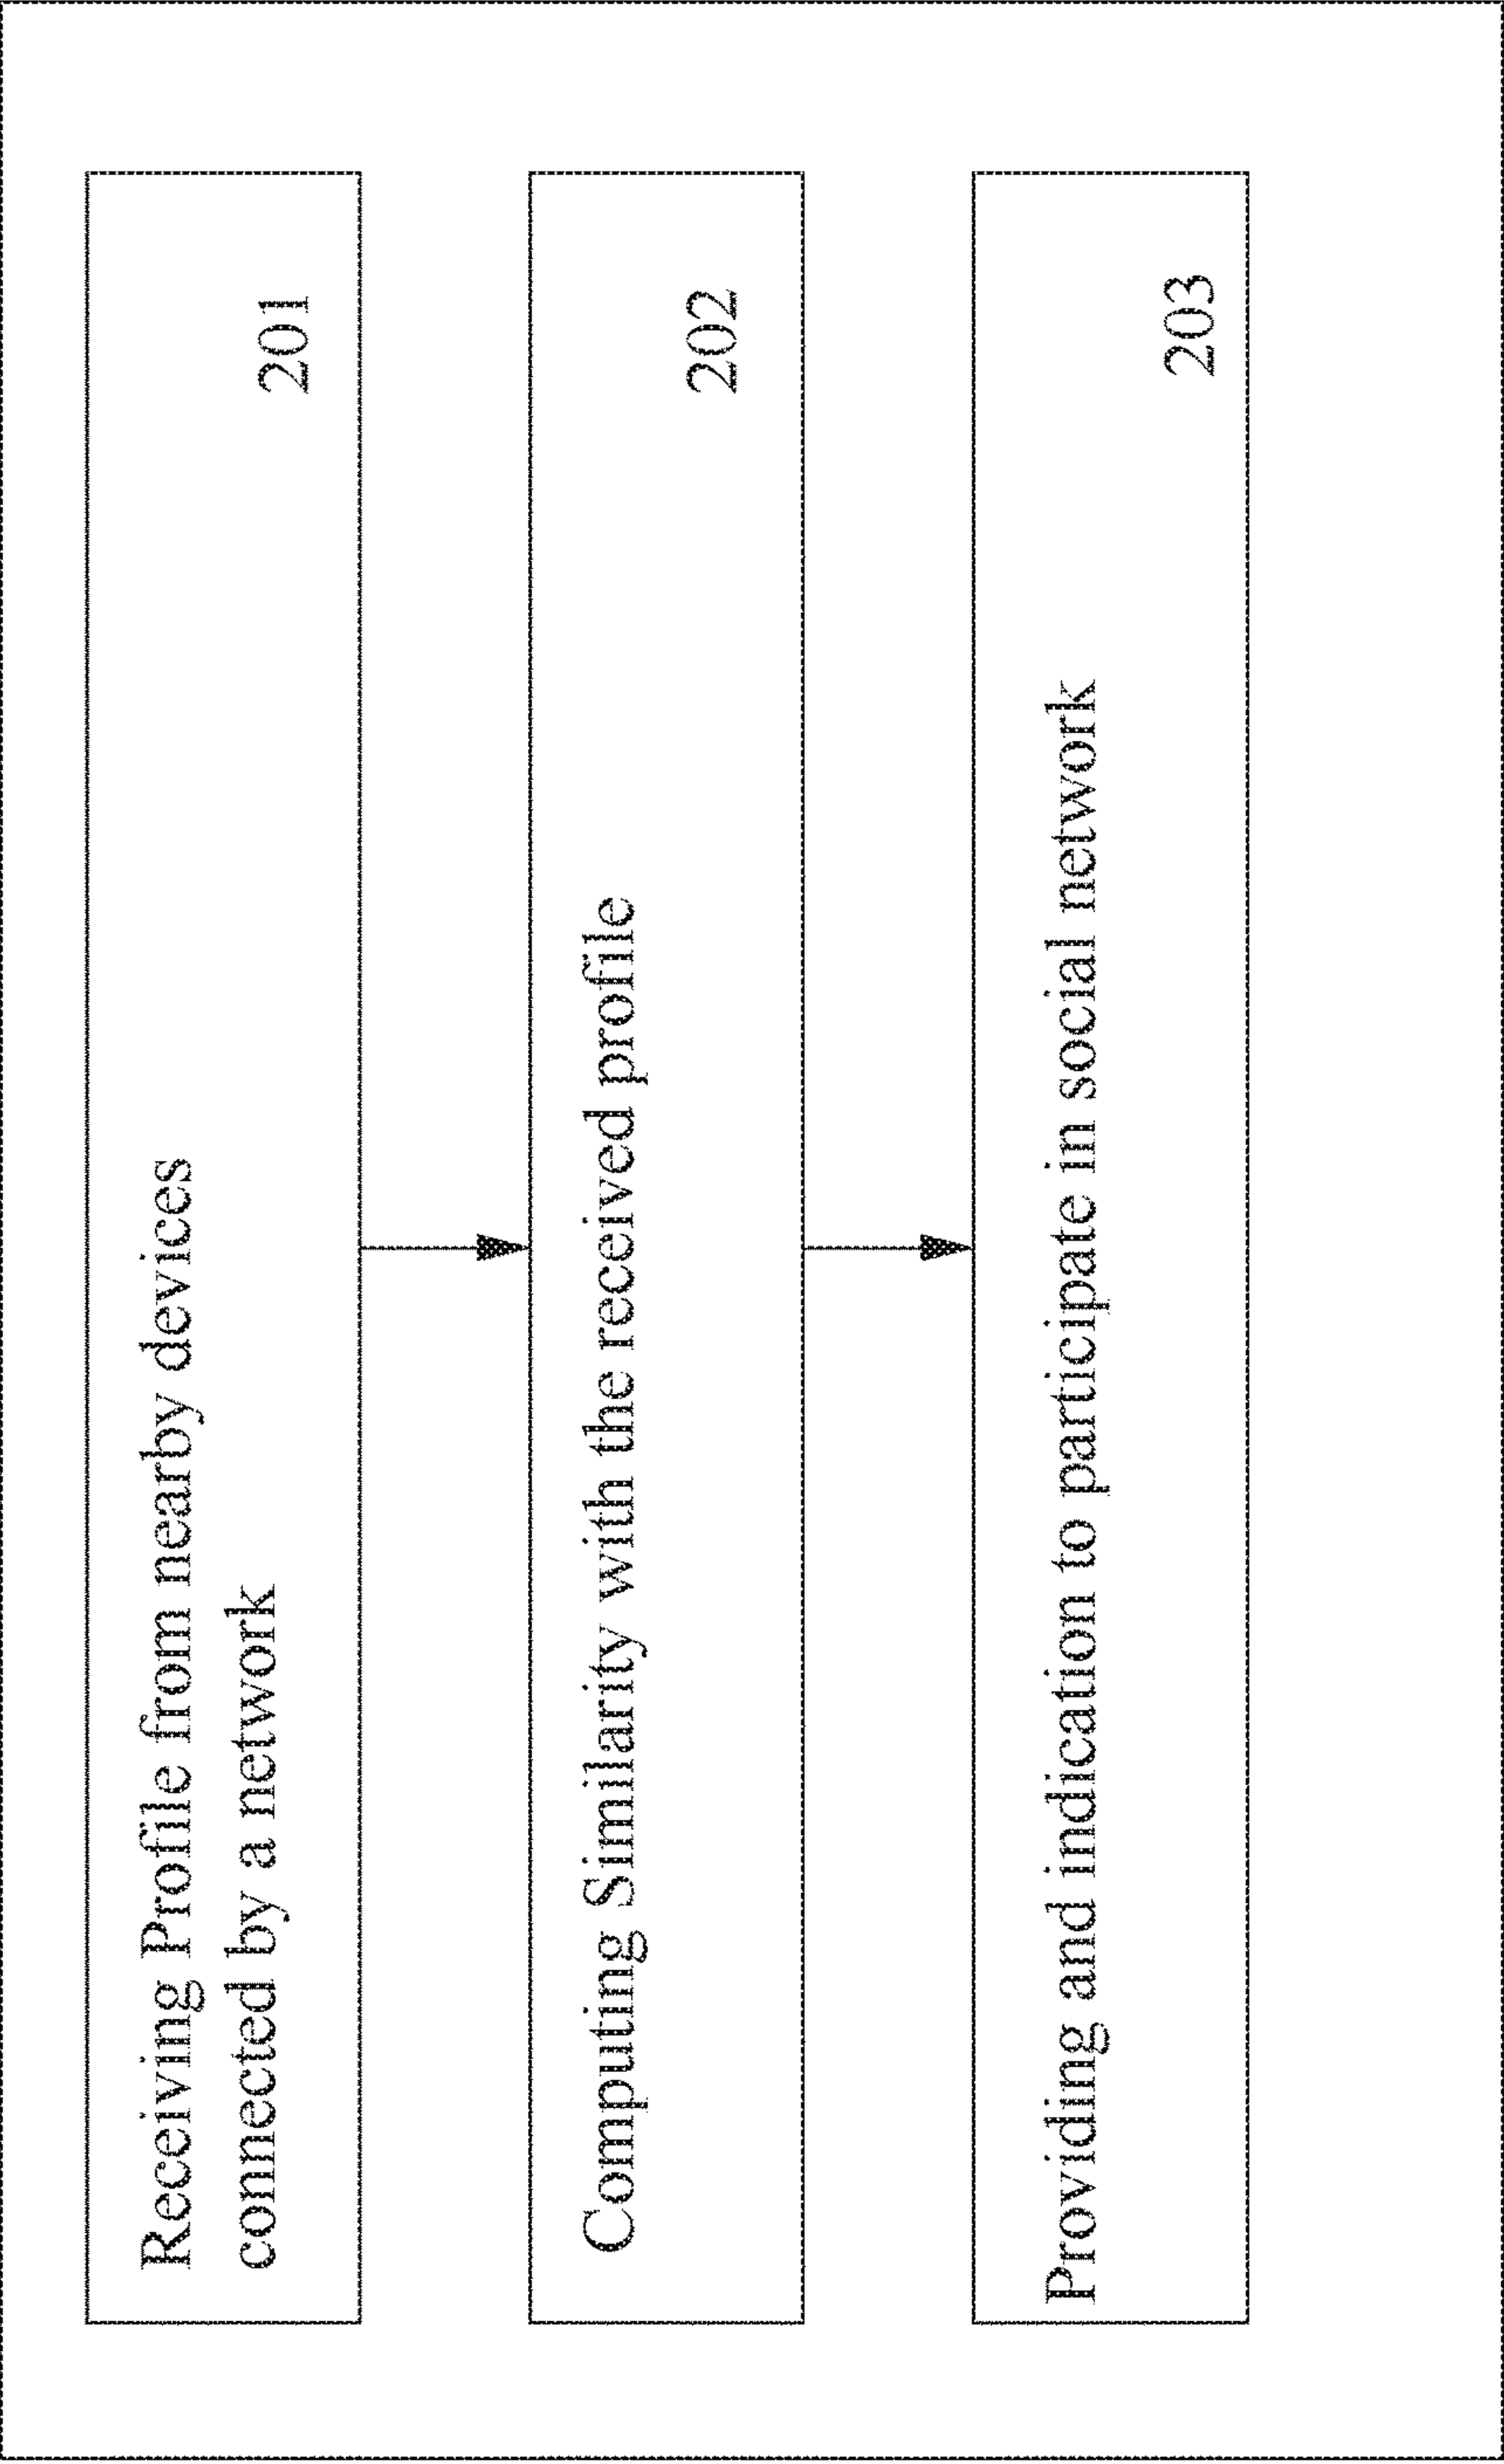 Receiving Profile from nearby devices
connected by a network
201
Computing Similarity with the received profile
202
Providing and indication to participate in social network
203